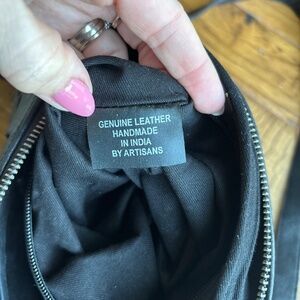 GENUINE LEATHER
HANDMADE
IN INDIA
BY ARTISANS